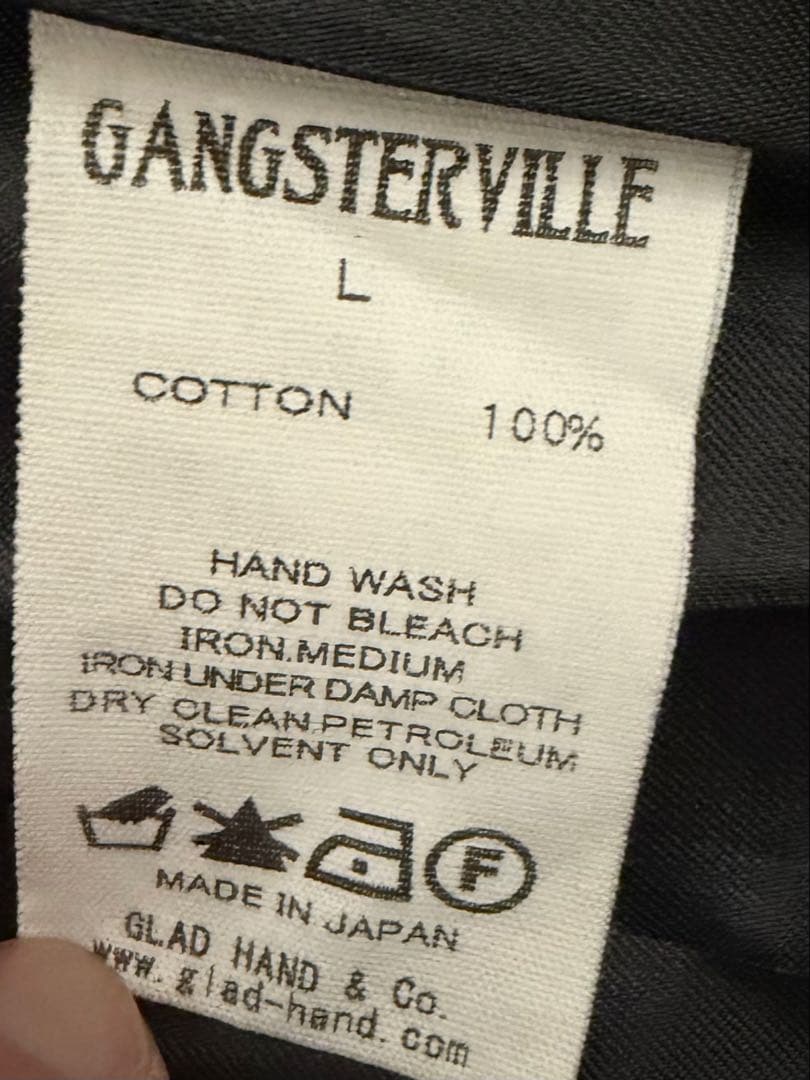 GANGSTERVILLE
L
COTTON 100%
HAND WASH
DO NOT BLEACH
IRON.MEDIUM
IRON UNDER DAMP CLOTH
DRY CLEAN.PETROLEUM
SOLVENT ONLY
F
MADE IN JAPAN
GLAD HAND & Co.
www.glad-hand.com